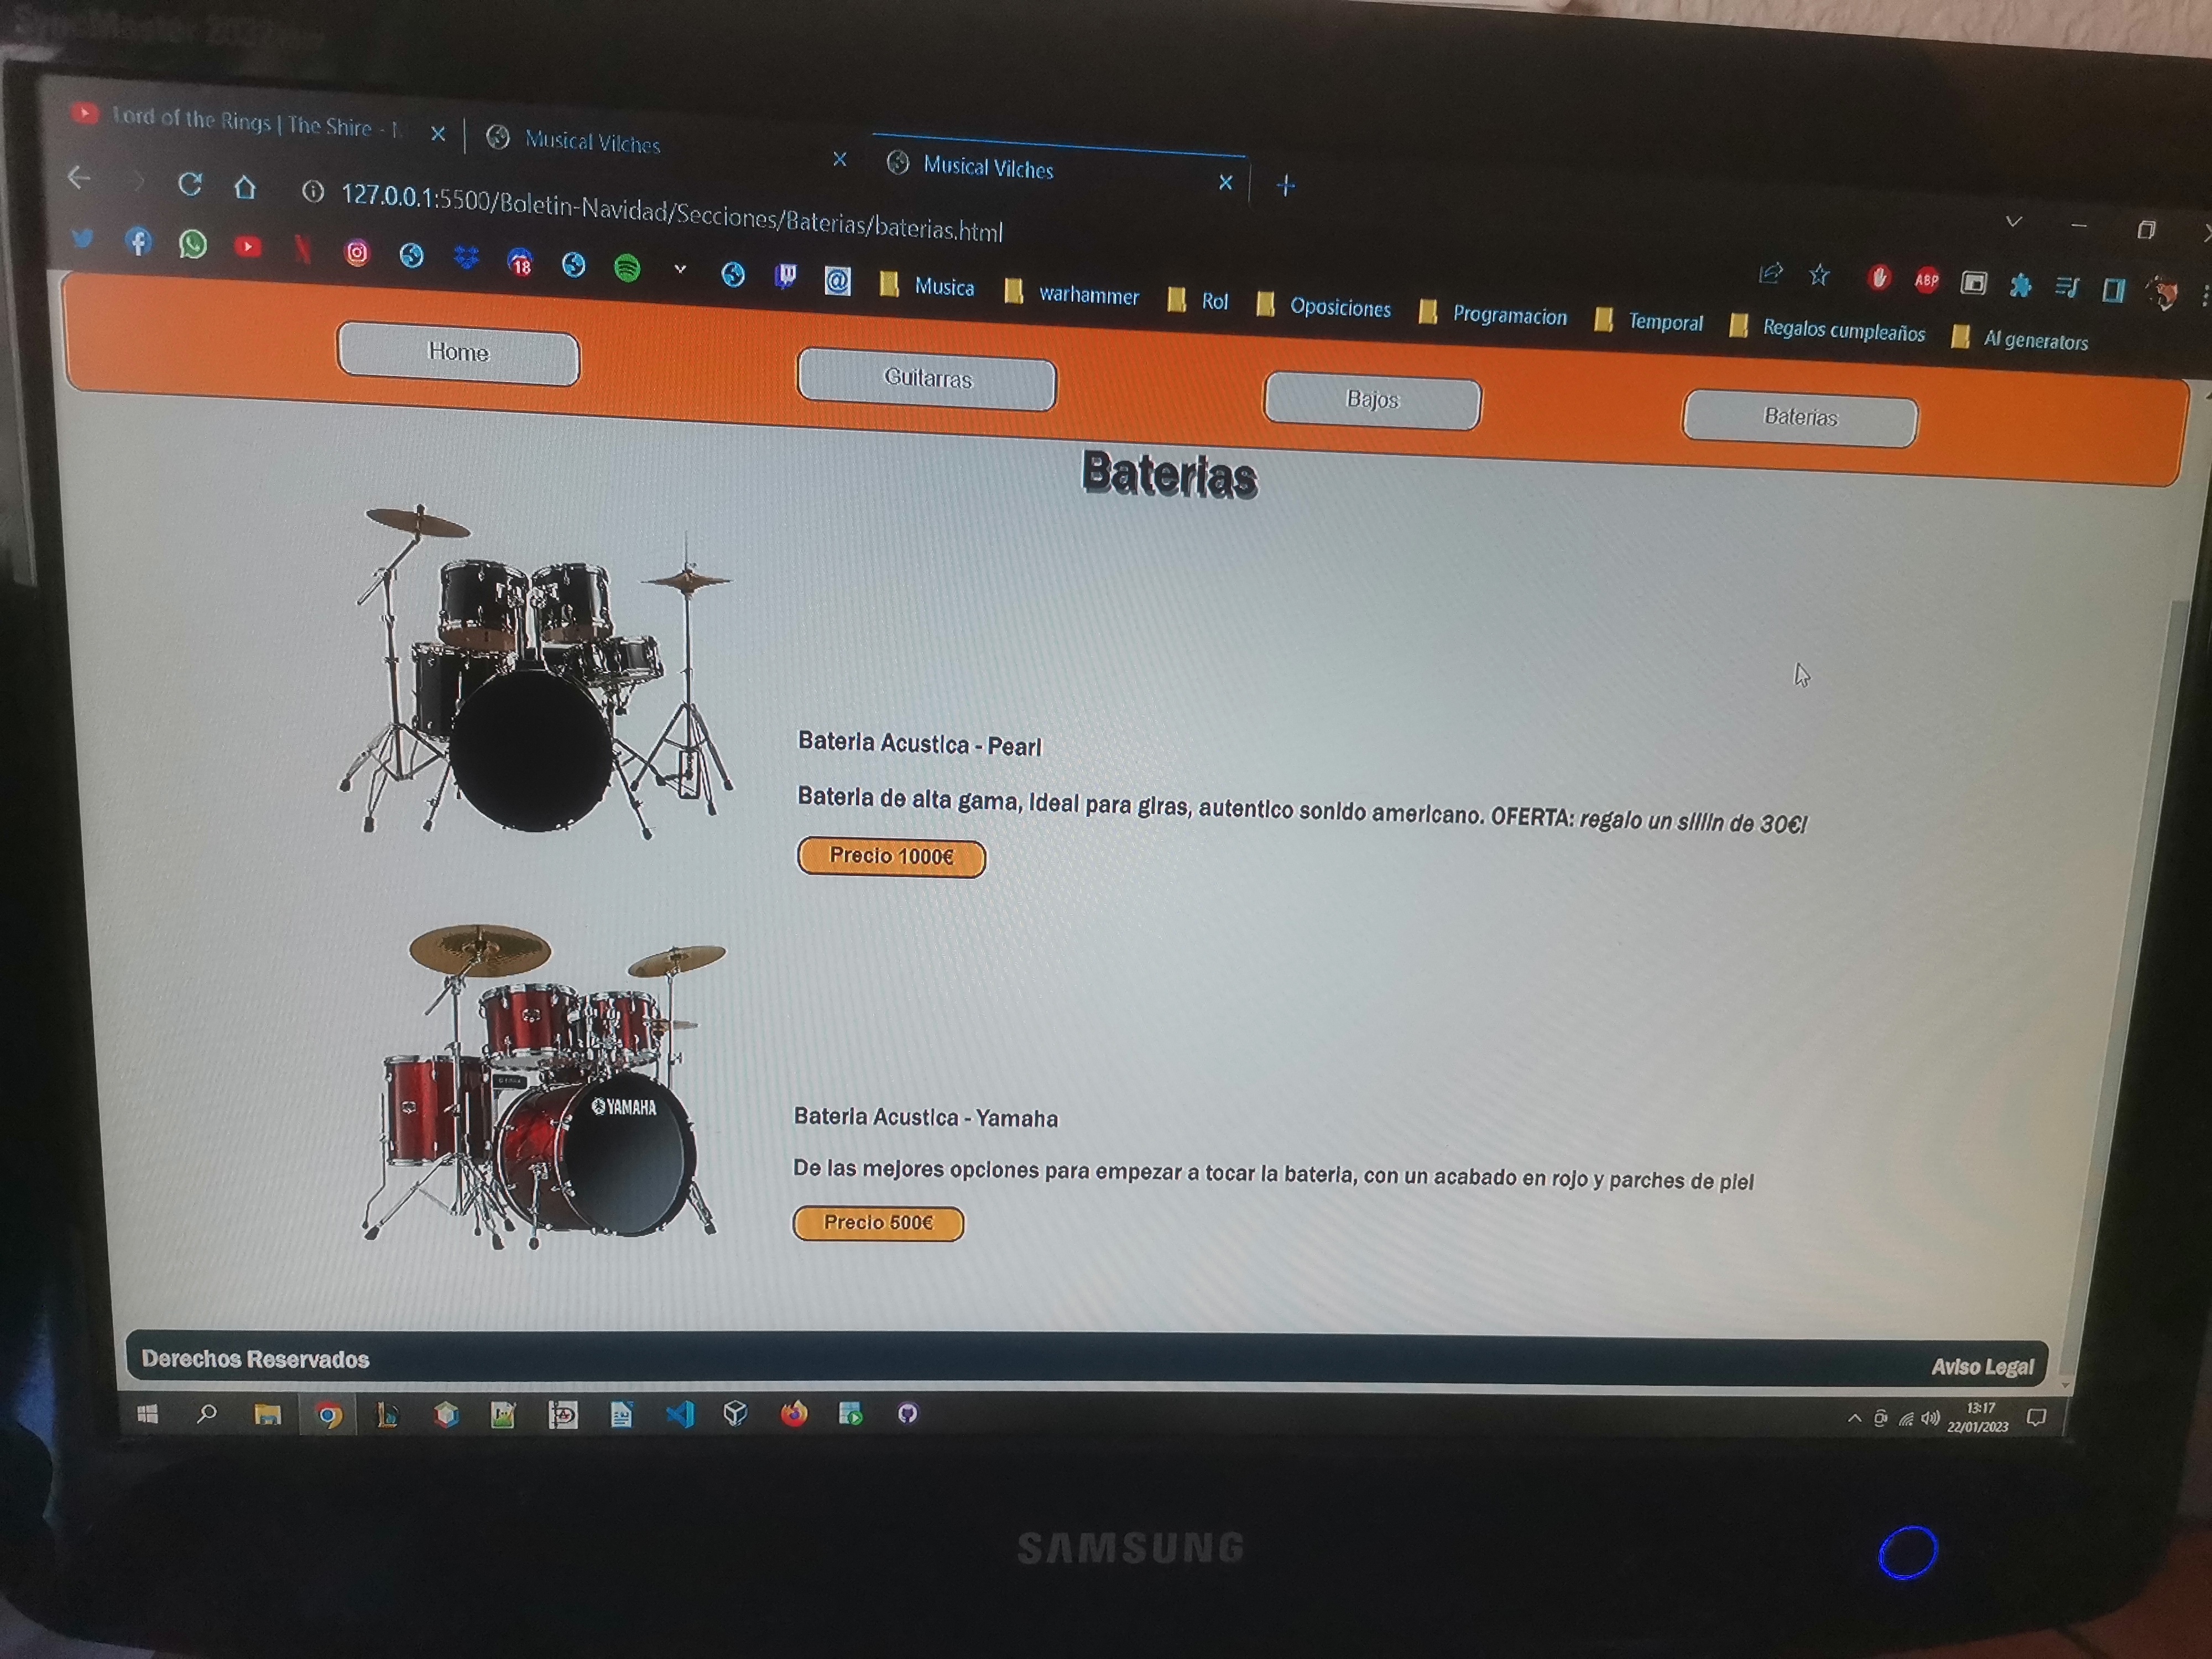 SyncMaster
Lord of the Rings | The Shire -
Musical Vilches
Musical Vilches
127.0.0.1:5500/Boletin-Navidad/Secciones/Baterias/baterias.html
18
ABP
Musica
warhammer
Rol
Oposiciones
Programacion
Temporal
Regalos cumpleaños
AI generators
Home
Guitarras
Bajos
Baterias
Baterias
Bateria Acustica - Pearl
Bateria de alta gama, ideal para giras, autentico sonido americano. OFERTA: regalo un sillin de 30€!
Precio 1000€
YAMAHA
Bateria Acustica - Yamaha
De las mejores opciones para empezar a tocar la bateria, con un acabado en rojo y parches de piel
Precio 500€
Derechos Reservados
Aviso Legal
13:17
22/01/2023
SAMSUNG